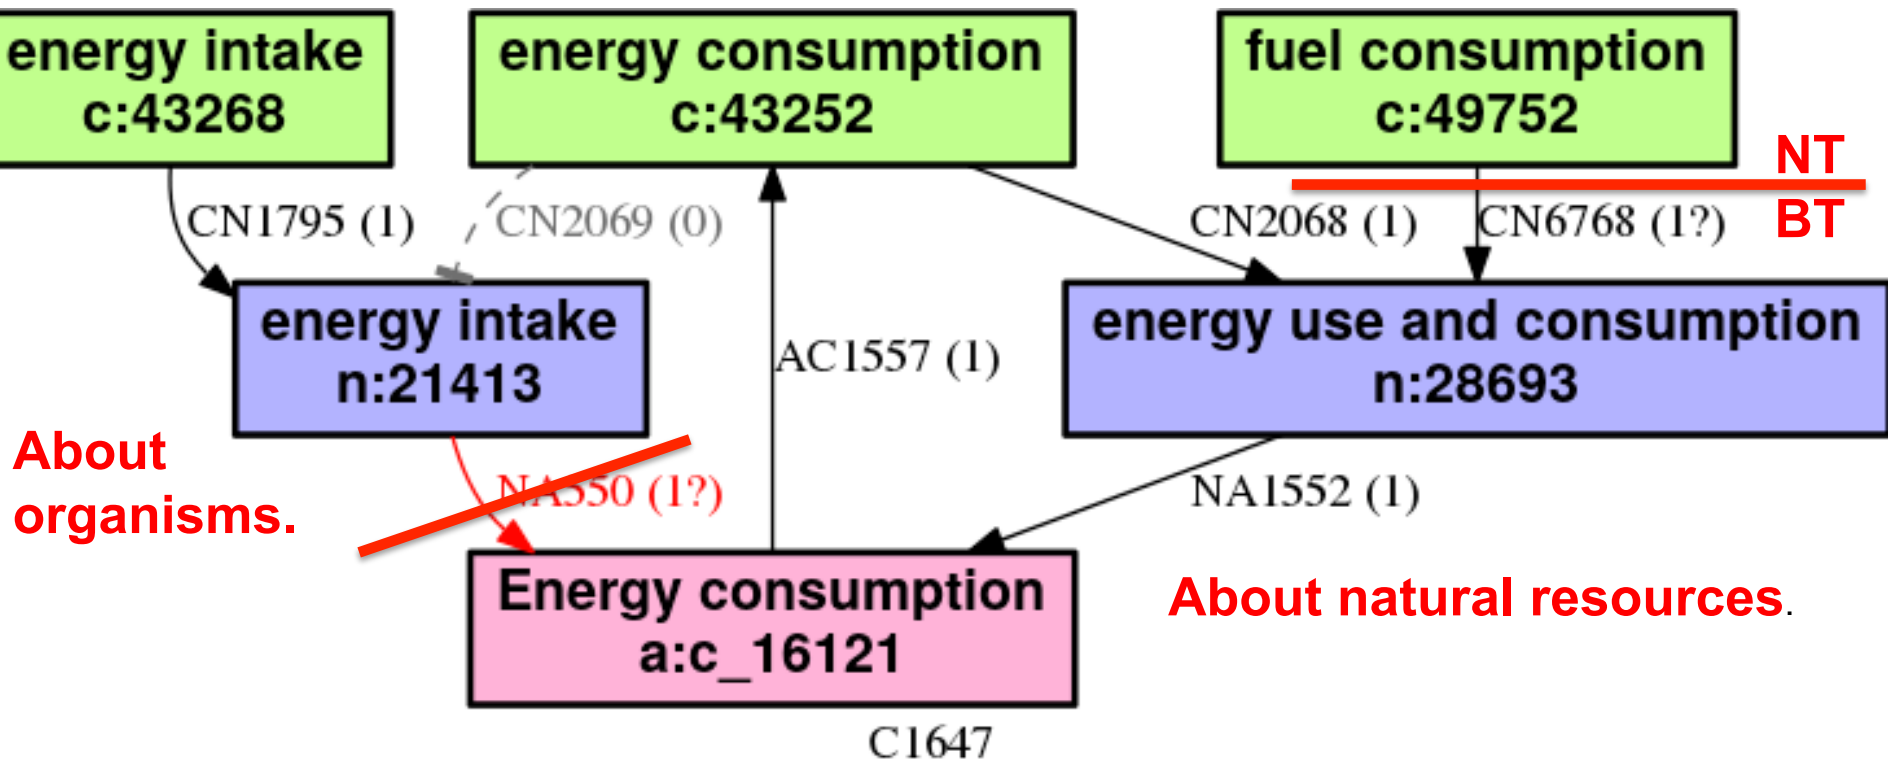 energy intake
c:43268
energy consumption
c:43252
fuel consumption
c:49752
NT
BT
CN1795 (1)
CN2069 (0)
CN2068 (1)
CN6768 (1?)
energy intake
n:21413
AC1557 (1)
energy use and consumption
n:28693
About
organisms.
NA550 (1?)
NA1552 (1)
Energy consumption
a:c_16121
About natural resources.
C1647